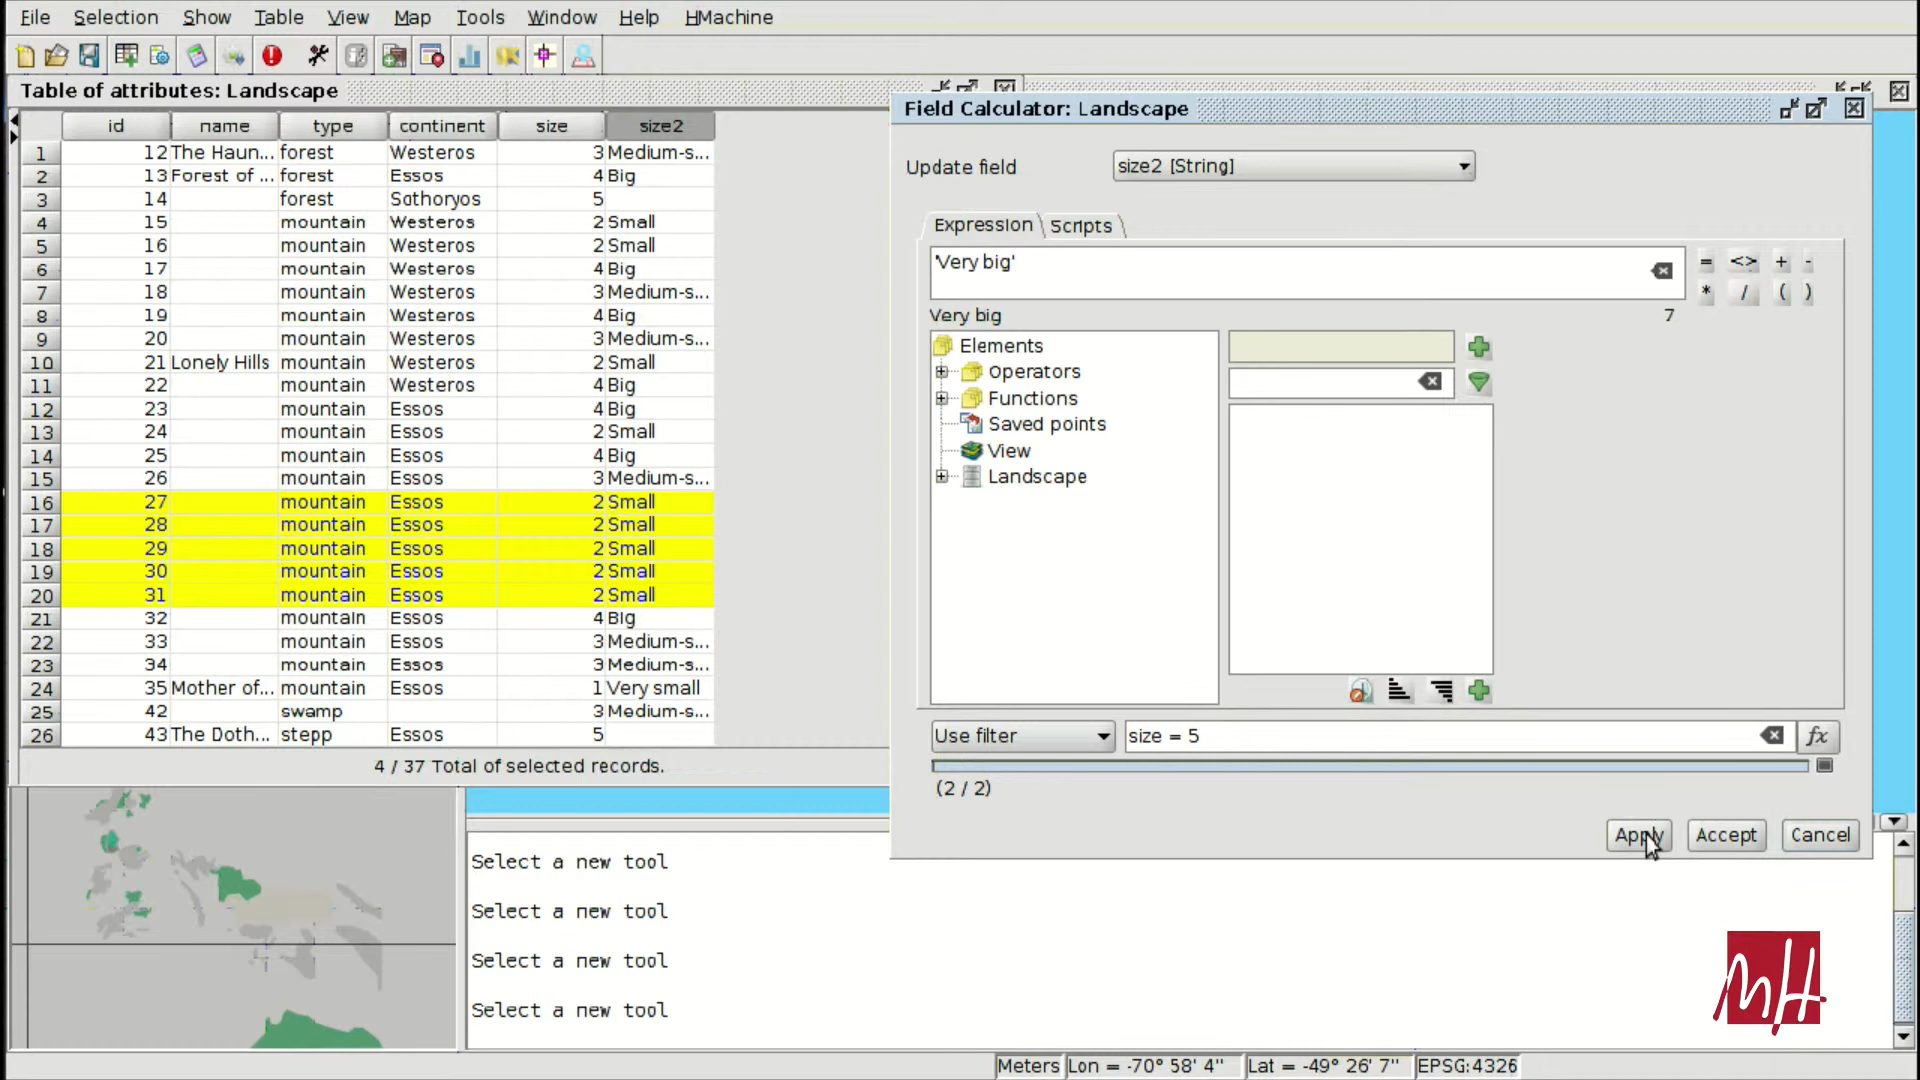 File Selection Show Table View Map Tools Window Help HMachine
Table of attributes: Landscape
id name type continent size size2
1 12 The Haun... forest Westeros 3 Medium-s...
2 13 Forest of ... forest Essos 4 Big
3 14 forest Sothoryos 5
4 15 mountain Westeros 2 Small
5 16 mountain Westeros 2 Small
6 17 mountain Westeros 4 Big
7 18 mountain Westeros 3 Medium-s...
8 19 mountain Westeros 4 Big
9 20 mountain Westeros 3 Medium-s...
10 21 Lonely Hills mountain Westeros 2 Small
11 22 mountain Westeros 4 Big
12 23 mountain Essos 4 Big
13 24 mountain Essos 2 Small
14 25 mountain Essos 4 Big
15 26 mountain Essos 3 Medium-s...
16 27 mountain Essos 2 Small
17 28 mountain Essos 2 Small
18 29 mountain Essos 2 Small
19 30 mountain Essos 2 Small
20 31 mountain Essos 2 Small
21 32 mountain Essos 4 Big
22 33 mountain Essos 3 Medium-s...
23 34 mountain Essos 3 Medium-s...
24 35 Mother of... mountain Essos 1 Very small
25 42 swamp 3 Medium-s...
26 43 The Doth... stepp Essos 5
4 / 37 Total of selected records.
Field Calculator: Landscape
Update field size2 [String]
Expression Scripts
'Very big'
= <> + -
* / ( )
Very big 7
Elements
Operators
Functions
Saved points
View
Landscape
Use filter size = 5 fx
(2 / 2)
Apply Accept Cancel
Select a new tool
Select a new tool
Select a new tool
Select a new tool
MH
Meters Lon = -70° 58' 4'' Lat = -49° 26' 7'' EPSG:4326